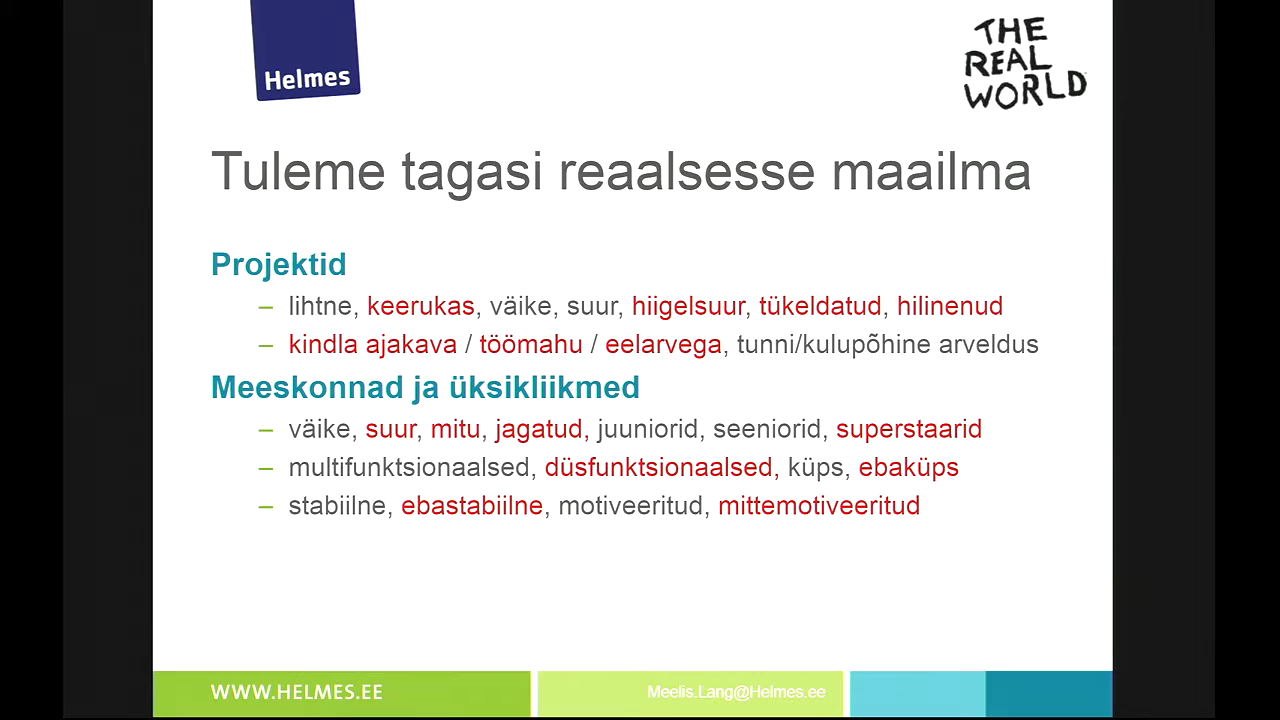 Helmes
THE
REAL
WORLD
Tuleme tagasi reaalsesse maailma
Projektid
– lihtne, keerukas, väike, suur, hiigelsuur, tükeldatud, hilinenud
– kindla ajakava / töömahu / eelarvega, tunni/kulupõhine arveldus
Meeskonnad ja üksikliikmed
– väike, suur, mitu, jagatud, juuniorid, seeniorid, superstaarid
– multifunktsionaalsed, düsfunktsionaalsed, küps, ebaküps
– stabiilne, ebastabiilne, motiveeritud, mittemotiveeritud
WWW.HELMES.EE
Meelis.Lang@Helmes.ee